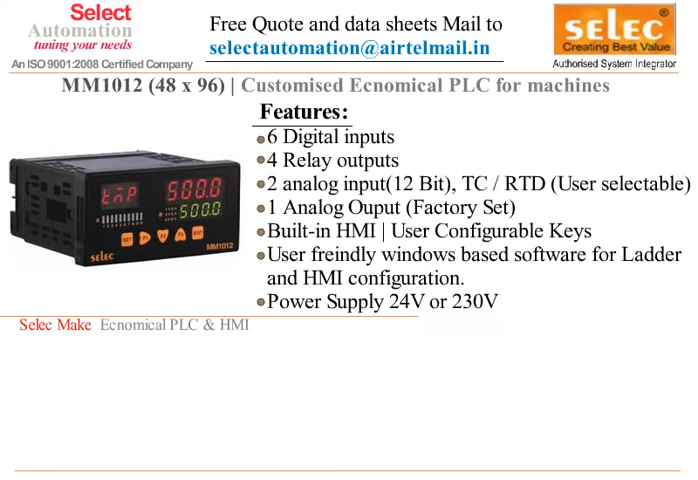 Select
Automation
tuning your needs
An ISO 9001:2008 Certified Company
Free Quote and data sheets Mail to
selectautomation@airtelmail.in
SELEC ®
Creating Best Value
Authorised System Integrator
MM1012 (48 x 96) | Customised Ecnomical PLC for machines
Features:
6 Digital inputs
4 Relay outputs
2 analog input(12 Bit), TC / RTD (User selectable)
1 Analog Ouput (Factory Set)
Built-in HMI | User Configurable Keys
User freindly windows based software for Ladder
and HMI configuration.
Power Supply 24V or 230V
tmP 500.0
500.0
A
B
SET F1 F2 F3 ENT
SELEC MM1012
Selec Make Ecnomical PLC & HMI